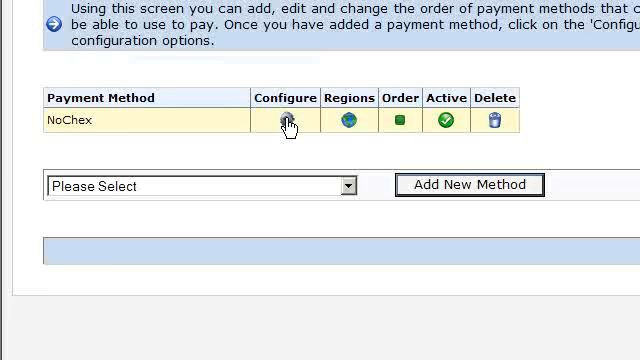 Using this screen you can add, edit and change the order of payment methods that c
be able to use to pay. Once you have added a payment method, click on the 'Configu
configuration options.
Payment Method Configure Regions Order Active Delete
NoChex
Please Select Add New Method